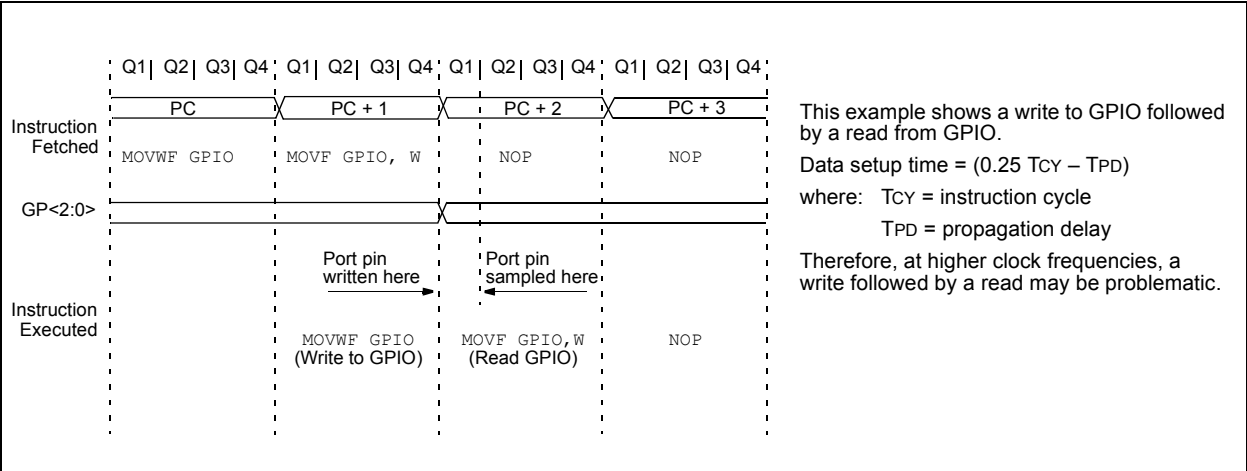 Q1| Q2| Q3| Q4 Q1| Q2| Q3| Q4 Q1 Q2| Q3| Q4 Q1| Q2| Q3| Q4
PC PC + 1 PC + 2 PC + 3
Instruction
Fetched
MOVWF GPIO MOVF GPIO, W NOP NOP
GP<2:0>
Port pin
written here
Port pin
sampled here
Instruction
Executed
MOVWF GPIO
(Write to GPIO)
MOVF GPIO,W
(Read GPIO)
NOP
This example shows a write to GPIO followed
by a read from GPIO.
Data setup time = (0.25 TCY – TPD)
where: TCY = instruction cycle
TPD = propagation delay
Therefore, at higher clock frequencies, a
write followed by a read may be problematic.